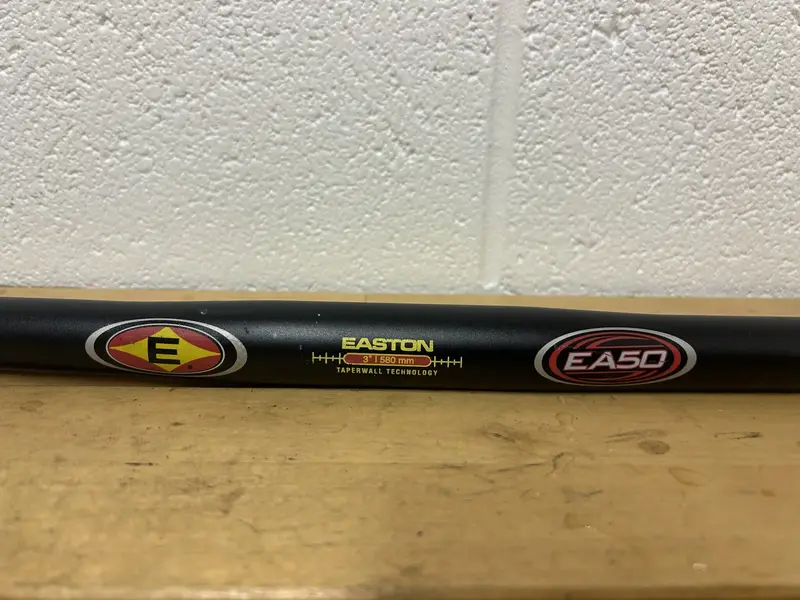 E
EASTON
3° | 580 mm
TAPERWALL TECHNOLOGY
EA50